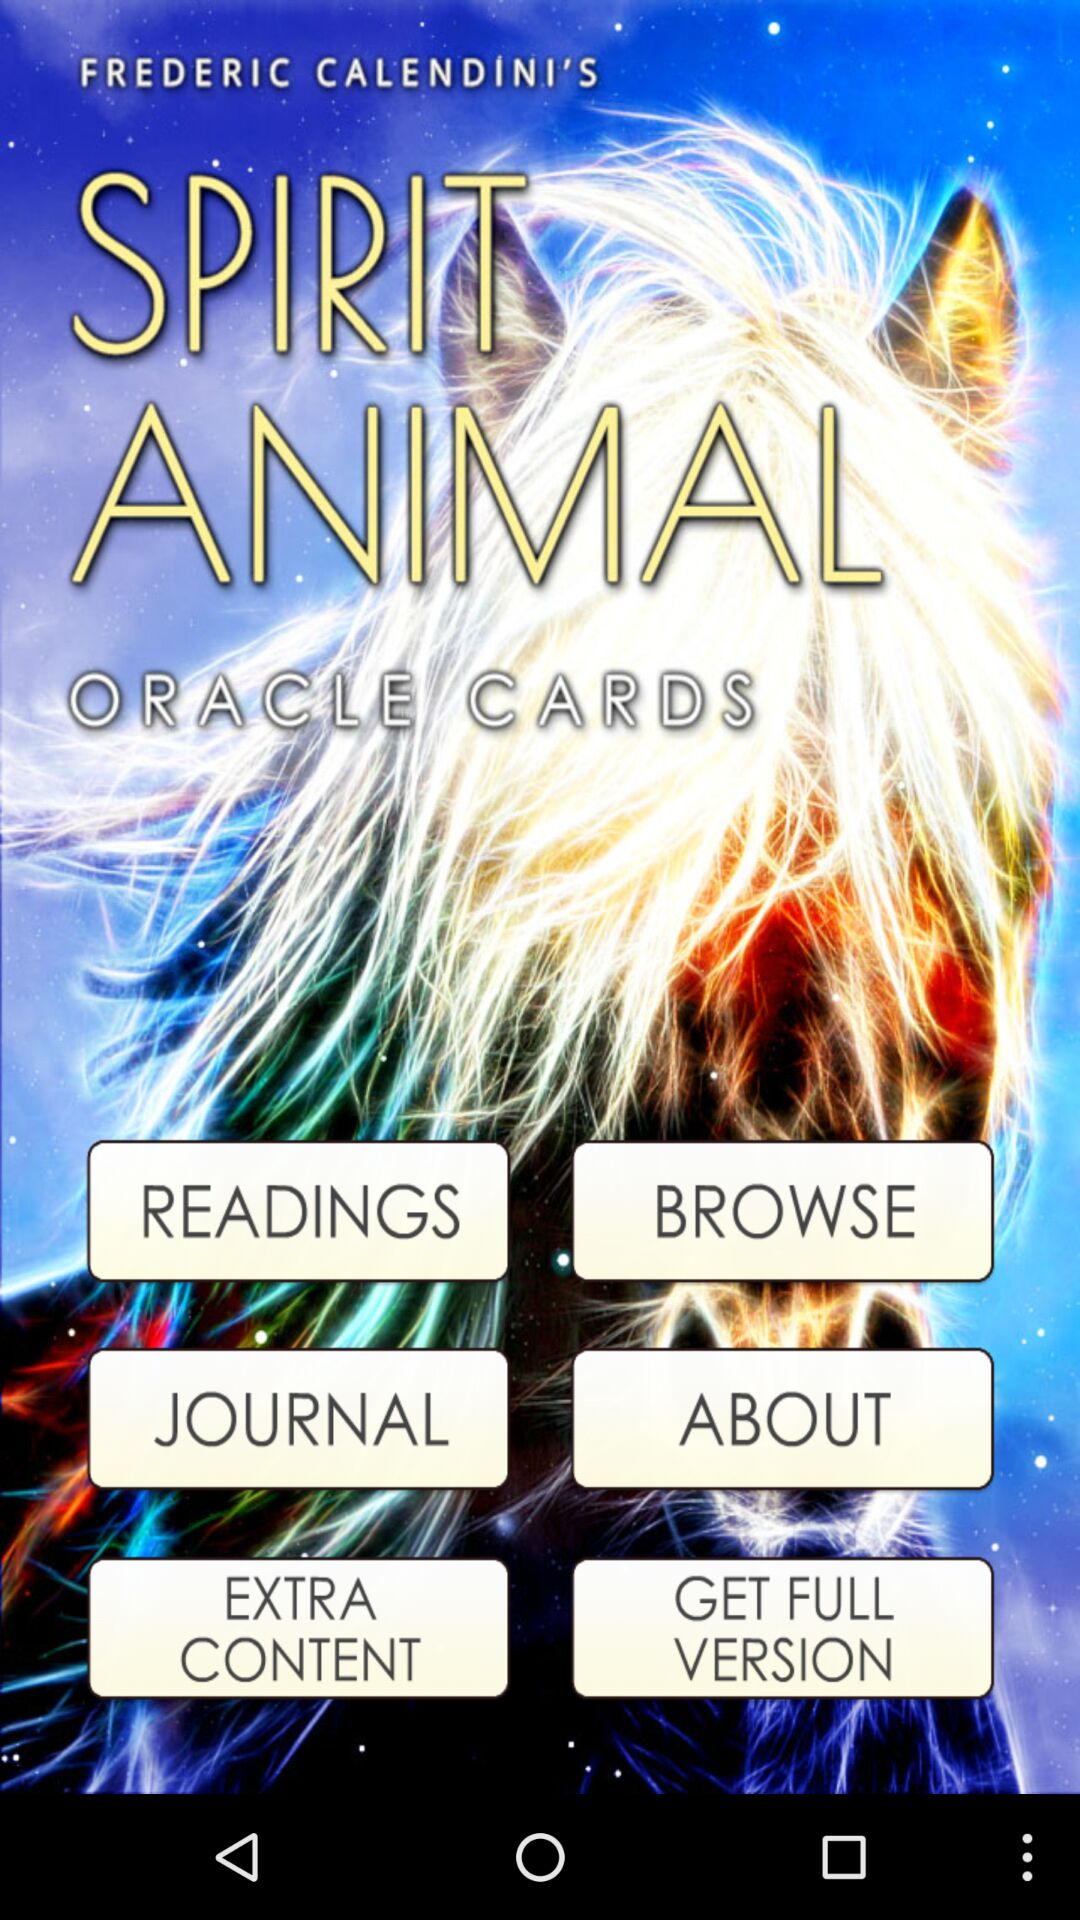 FREDERIC CALENDINI'S
SPIRIT
ANIMAL
ORACLE CARDS
READINGS
BROWSE
JOURNAL
ABOUT
EXTRA
CONTENT
GET FULL
VERSION